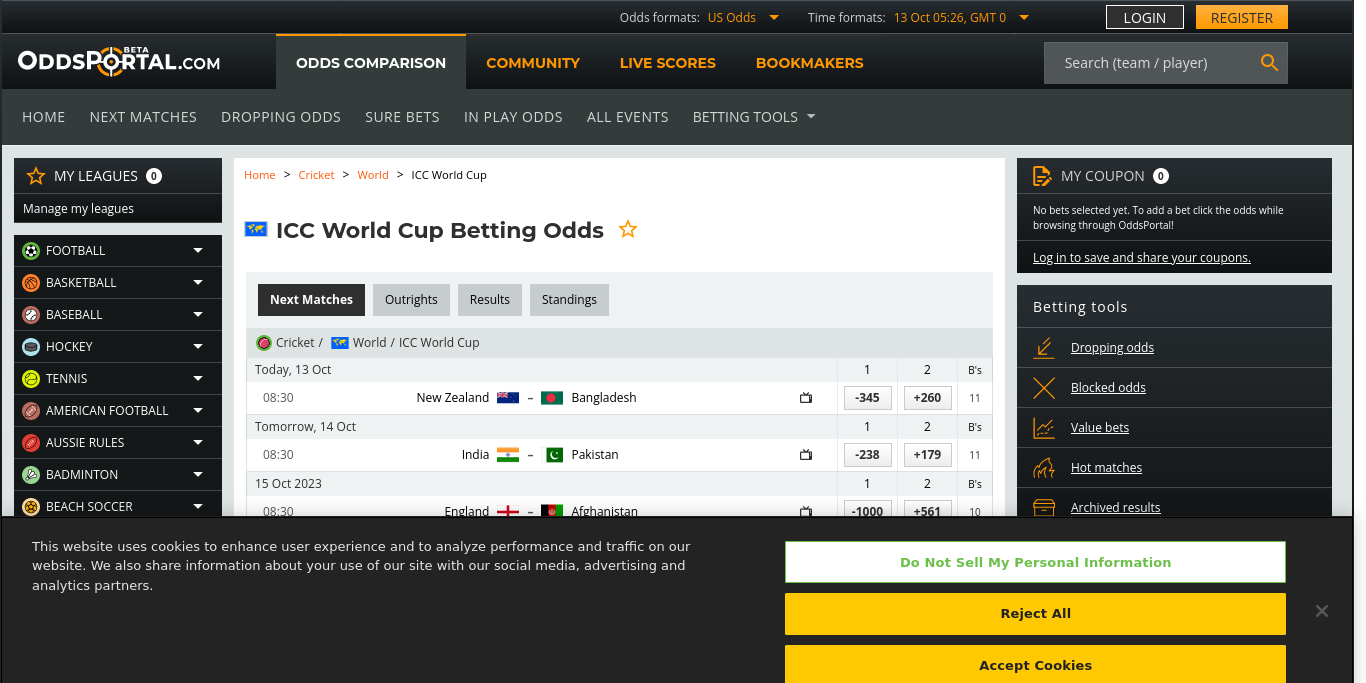 Odds formats: US Odds
Time formats: 13 Oct 05:26, GMT 0
LOGIN
REGISTER
ODDSPORTAL.COM
BETA
ODDS COMPARISON
COMMUNITY
LIVE SCORES
BOOKMAKERS
Search (team / player)
HOME
NEXT MATCHES
DROPPING ODDS
SURE BETS
IN PLAY ODDS
ALL EVENTS
BETTING TOOLS
MY LEAGUES 0
Manage my leagues
FOOTBALL
BASKETBALL
BASEBALL
HOCKEY
TENNIS
AMERICAN FOOTBALL
AUSSIE RULES
BADMINTON
BEACH SOCCER
Home > Cricket > World > ICC World Cup
ICC World Cup Betting Odds
Next Matches
Outrights
Results
Standings
Cricket / World / ICC World Cup
Today, 13 Oct 1 2 B's
08:30 New Zealand – Bangladesh -345 +260 11
Tomorrow, 14 Oct 1 2 B's
08:30 India – Pakistan -238 +179 11
15 Oct 2023 1 2 B's
08:30 England – Afghanistan -1000 +561 10
MY COUPON 0
No bets selected yet. To add a bet click the odds while
browsing through OddsPortal!
Log in to save and share your coupons.
Betting tools
Dropping odds
Blocked odds
Value bets
Hot matches
Archived results
This website uses cookies to enhance user experience and to analyze performance and traffic on our
website. We also share information about your use of our site with our social media, advertising and
analytics partners.
Do Not Sell My Personal Information
Reject All
Accept Cookies